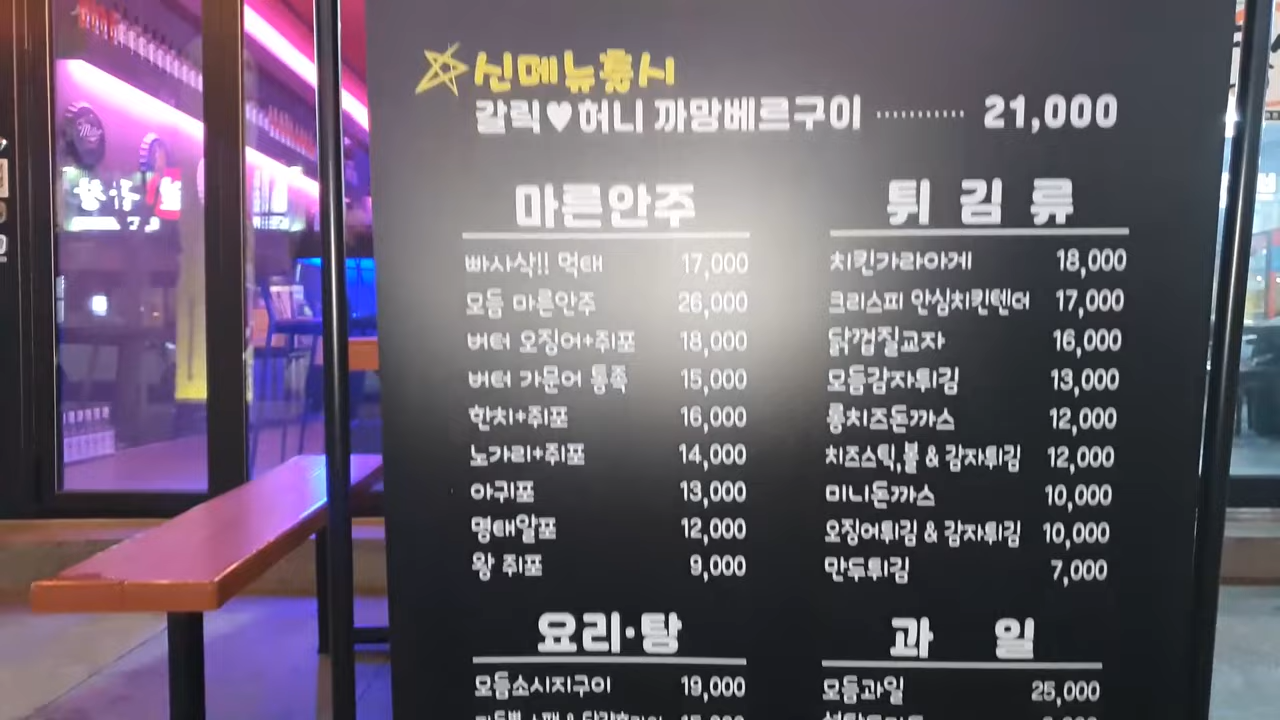 신메뉴흉시
갈릭♥허니 까망베르구이 ··········· 21,000
마른안주
빠사삭!! 먹태 17,000
모듬 마른안주 26,000
버터 오징어+쥐포 18,000
버터 가문어 통족 15,000
한치+쥐포 16,000
노가리+쥐포 14,000
아귀포 13,000
명태알포 12,000
왕 쥐포 9,000
튀김류
치킨가라아게 18,000
크리스피 안심치킨텐더 17,000
닭껍질교자 16,000
모듬감자튀김 13,000
롱치즈돈까스 12,000
치즈스틱,볼 & 감자튀김 12,000
미니돈까스 10,000
오징어튀김 & 감자튀김 10,000
만두튀김 7,000
요리·탕
모듬소시지구이 19,000
과일
모듬과일 25,000